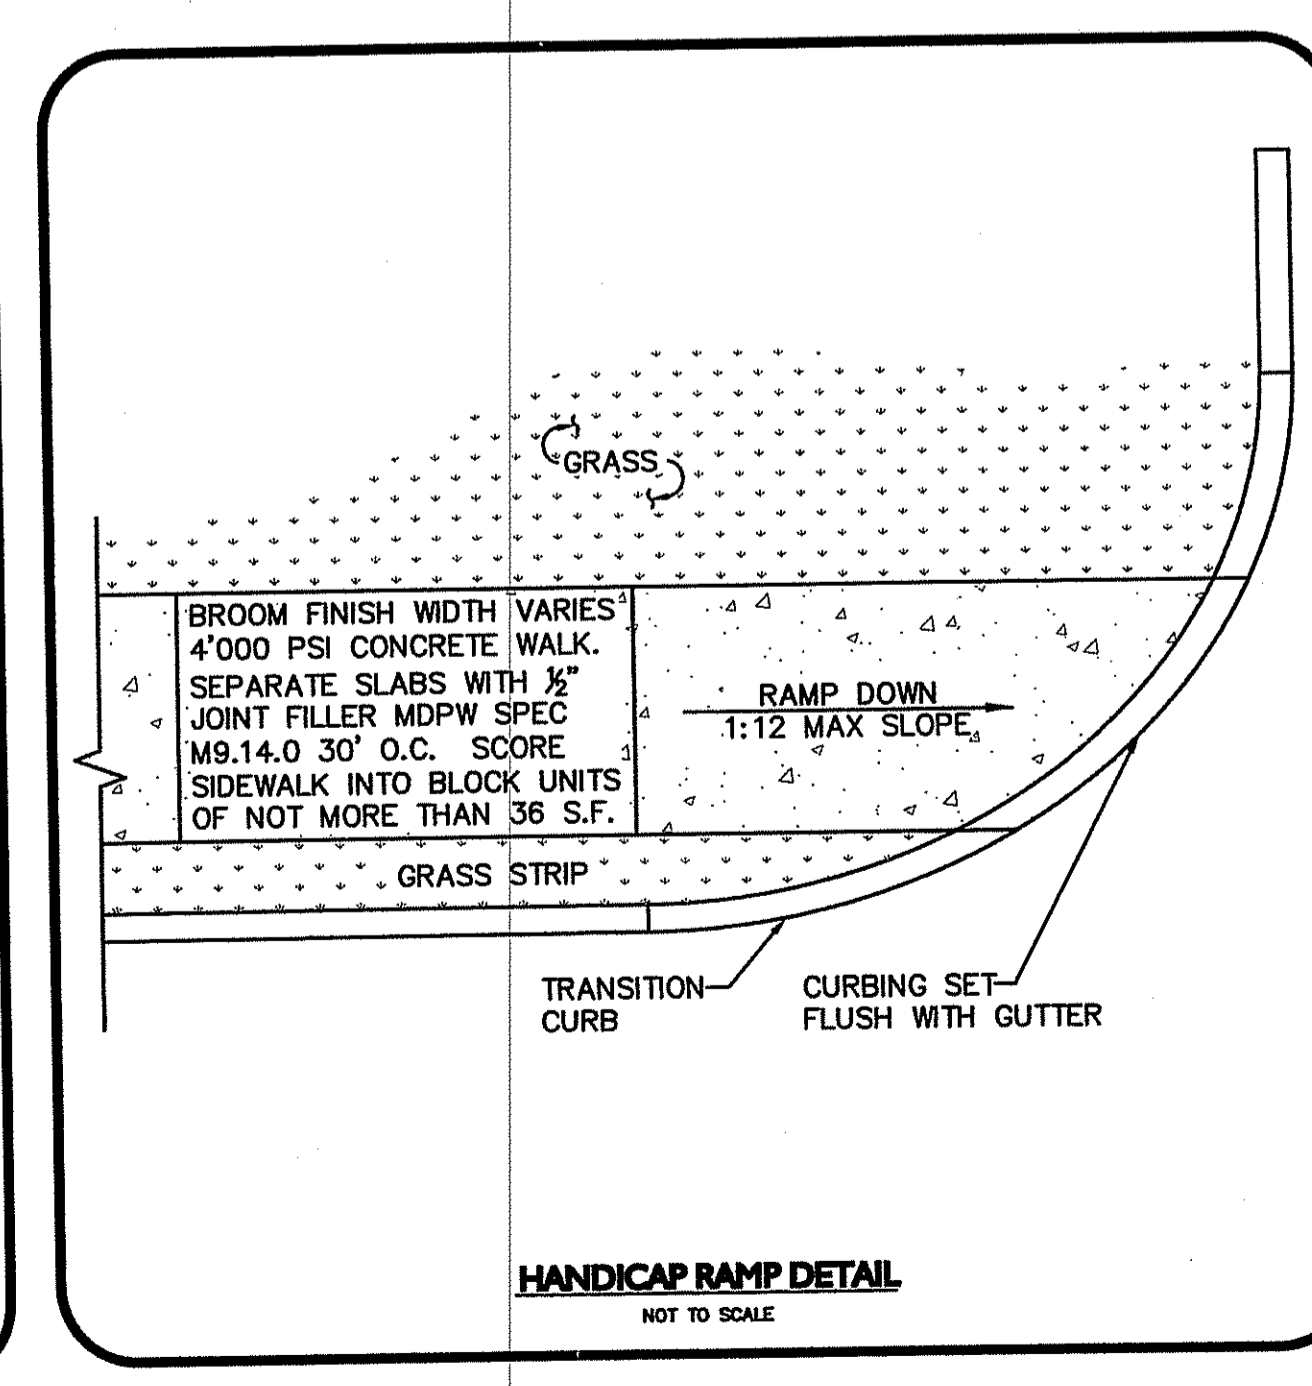 GRASS
BROOM FINISH WIDTH VARIES
4'000 PSI CONCRETE WALK.
SEPARATE SLABS WITH ½"
JOINT FILLER MDPW SPEC
M9.14.0 30' O.C. SCORE
SIDEWALK INTO BLOCK UNITS
OF NOT MORE THAN 36 S.F.
RAMP DOWN
1:12 MAX SLOPE
GRASS STRIP
TRANSITION
CURB
CURBING SET
FLUSH WITH GUTTER
HANDICAP RAMP DETAIL
NOT TO SCALE